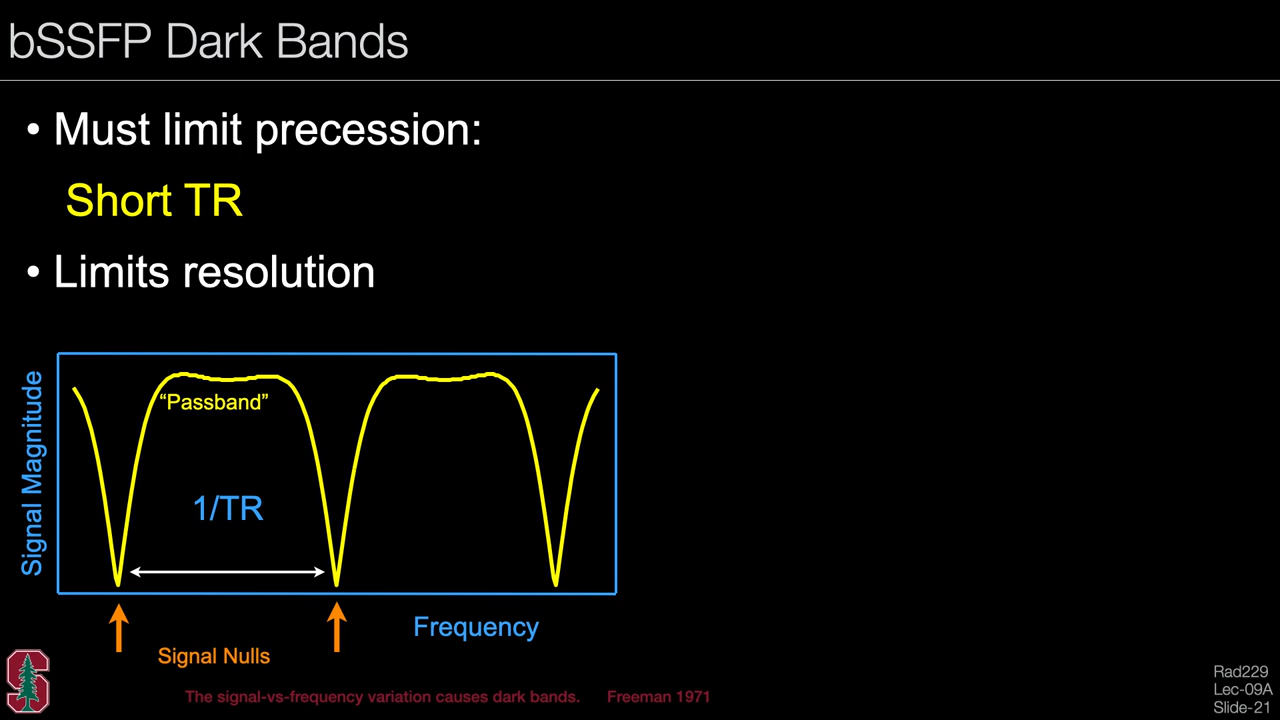 bSSFP Dark Bands
• Must limit precession:
Short TR
• Limits resolution
Signal Magnitude
“Passband”
1/TR
Frequency
Signal Nulls
The signal-vs-frequency variation causes dark bands. Freeman 1971
S
Rad229
Lec-09A
Slide-21